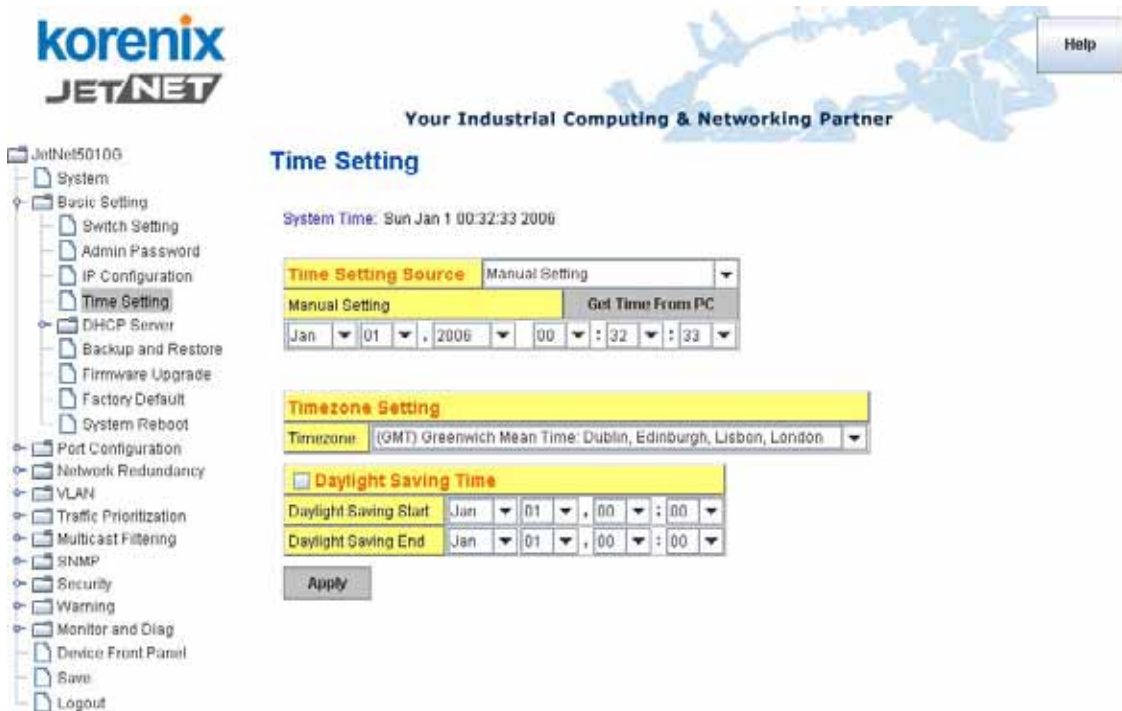 korenix
JETNET
Help
Your Industrial Computing & Networking Partner
JetNet5010G
System
Basic Setting
Switch Setting
Admin Password
IP Configuration
Time Setting
DHCP Server
Backup and Restore
Firmware Upgrade
Factory Default
System Reboot
Port Configuration
Network Redundancy
VLAN
Traffic Prioritization
Multicast Filtering
SNMP
Security
Warning
Monitor and Diag
Device Front Panel
Save
Logout
Time Setting
System Time: Sun Jan 1 00:32:33 2006
Time Setting Source Manual Setting
Manual Setting Get Time From PC
Jan 01 , 2006 00 : 32 : 33
Timezone Setting
Timezone (GMT) Greenwich Mean Time: Dublin, Edinburgh, Lisbon, London
Daylight Saving Time
Daylight Saving Start Jan 01 , 00 : 00
Daylight Saving End Jan 01 , 00 : 00
Apply